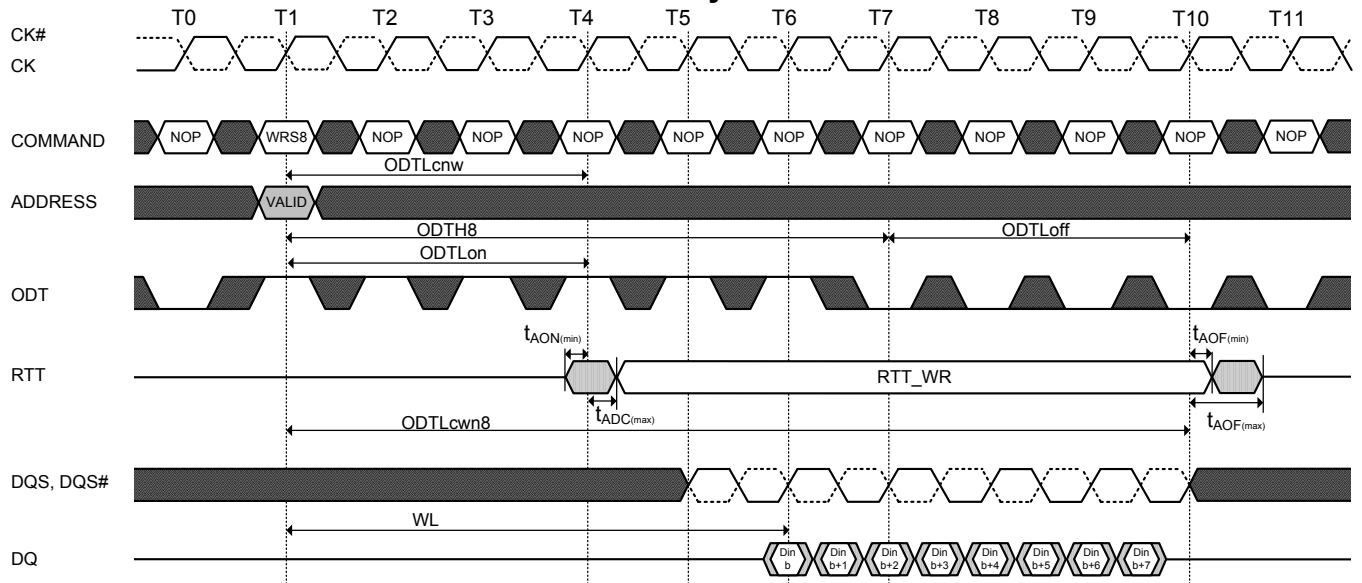 T0 T1 T2 T3 T4 T5 T6 T7 T8 T9 T10 T11
CK#
CK
COMMAND NOP WRS8 NOP NOP NOP NOP NOP NOP NOP NOP NOP NOP
ODTLcnw
ADDRESS VALID
ODTH8 ODTLoff
ODTLon
ODT
tAON(min) tAOF(min)
RTT RTT_WR
tADC(max) tAOF(max)
ODTLcwn8
DQS, DQS#
WL
DQ Din b Din b+1 Din b+2 Din b+3 Din b+4 Din b+5 Din b+6 Din b+7